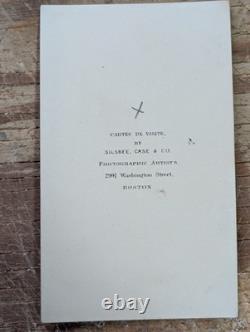 CARTES DE VISITE,
BY
SILSBEE, CASE & CO.
PHOTOGRAPHIC ARTISTS
299½ Washington Street,
BOSTON